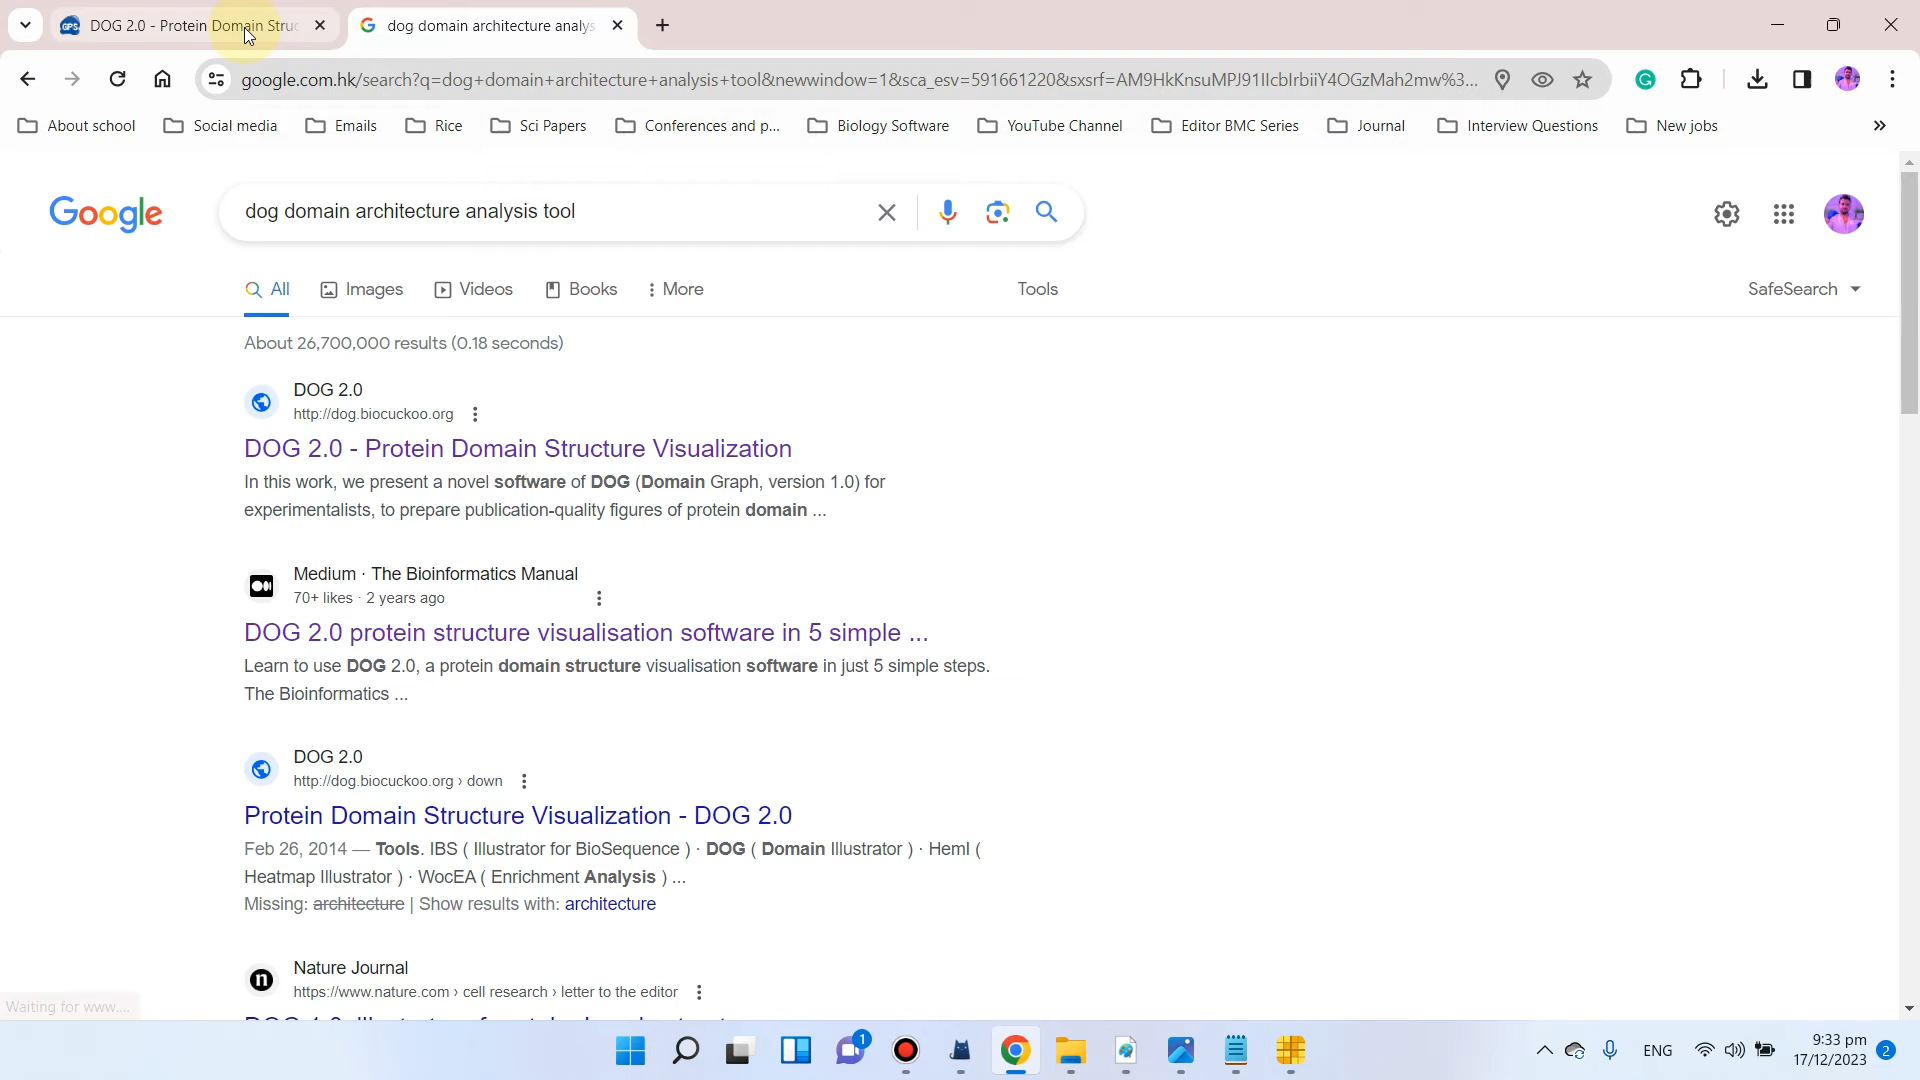 DOG 2.0 - Protein Domain Struc
dog domain architecture analys
google.com.hk/search?q=dog+domain+architecture+analysis+tool&newwindow=1&sca_esv=591661220&sxsrf=AM9HkKnsuMPJ91IIcbIrbiiY4OGzMah2mw%3...
About school
Social media
Emails
Rice
Sci Papers
Conferences and p...
Biology Software
YouTube Channel
Editor BMC Series
Journal
Interview Questions
New jobs
»
Google
dog domain architecture analysis tool
All
Images
Videos
Books
More
Tools
SafeSearch
About 26,700,000 results (0.18 seconds)
DOG 2.0
http://dog.biocuckoo.org
DOG 2.0 - Protein Domain Structure Visualization
In this work, we present a novel software of DOG (Domain Graph, version 1.0) for
experimentalists, to prepare publication-quality figures of protein domain ...
Medium · The Bioinformatics Manual
70+ likes · 2 years ago
DOG 2.0 protein structure visualisation software in 5 simple ...
Learn to use DOG 2.0, a protein domain structure visualisation software in just 5 simple steps.
The Bioinformatics ...
DOG 2.0
http://dog.biocuckoo.org › down
Protein Domain Structure Visualization - DOG 2.0
Feb 26, 2014 — Tools. IBS ( Illustrator for BioSequence ) · DOG ( Domain Illustrator ) · HemI (
Heatmap Illustrator ) · WocEA ( Enrichment Analysis ) ...
Missing: architecture | Show results with: architecture
Nature Journal
https://www.nature.com › cell research › letter to the editor
Waiting for www....
1
ENG
9:33 pm
17/12/2023
2